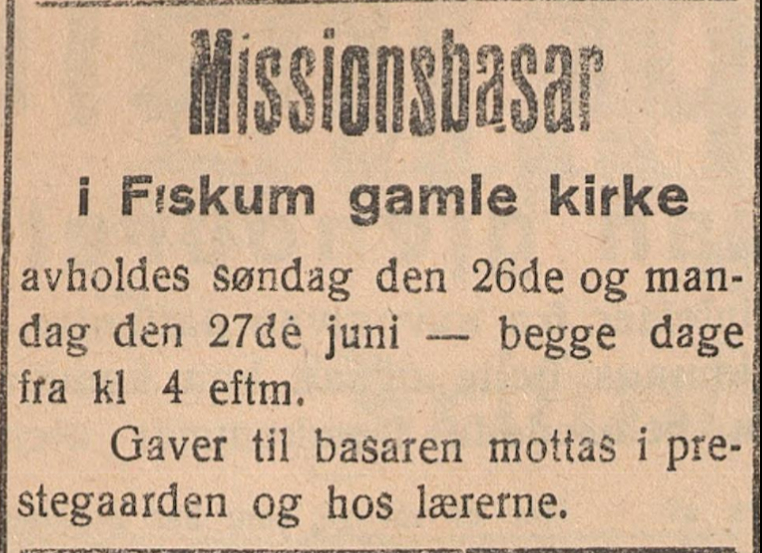 Missionsbasar
i Fiskum gamle kirke
avholdes søndag den 26de og man-
dag den 27de juni — begge dage
fra kl 4 eftm.
Gaver til basaren mottas i pre-
stegaarden og hos lærerne.